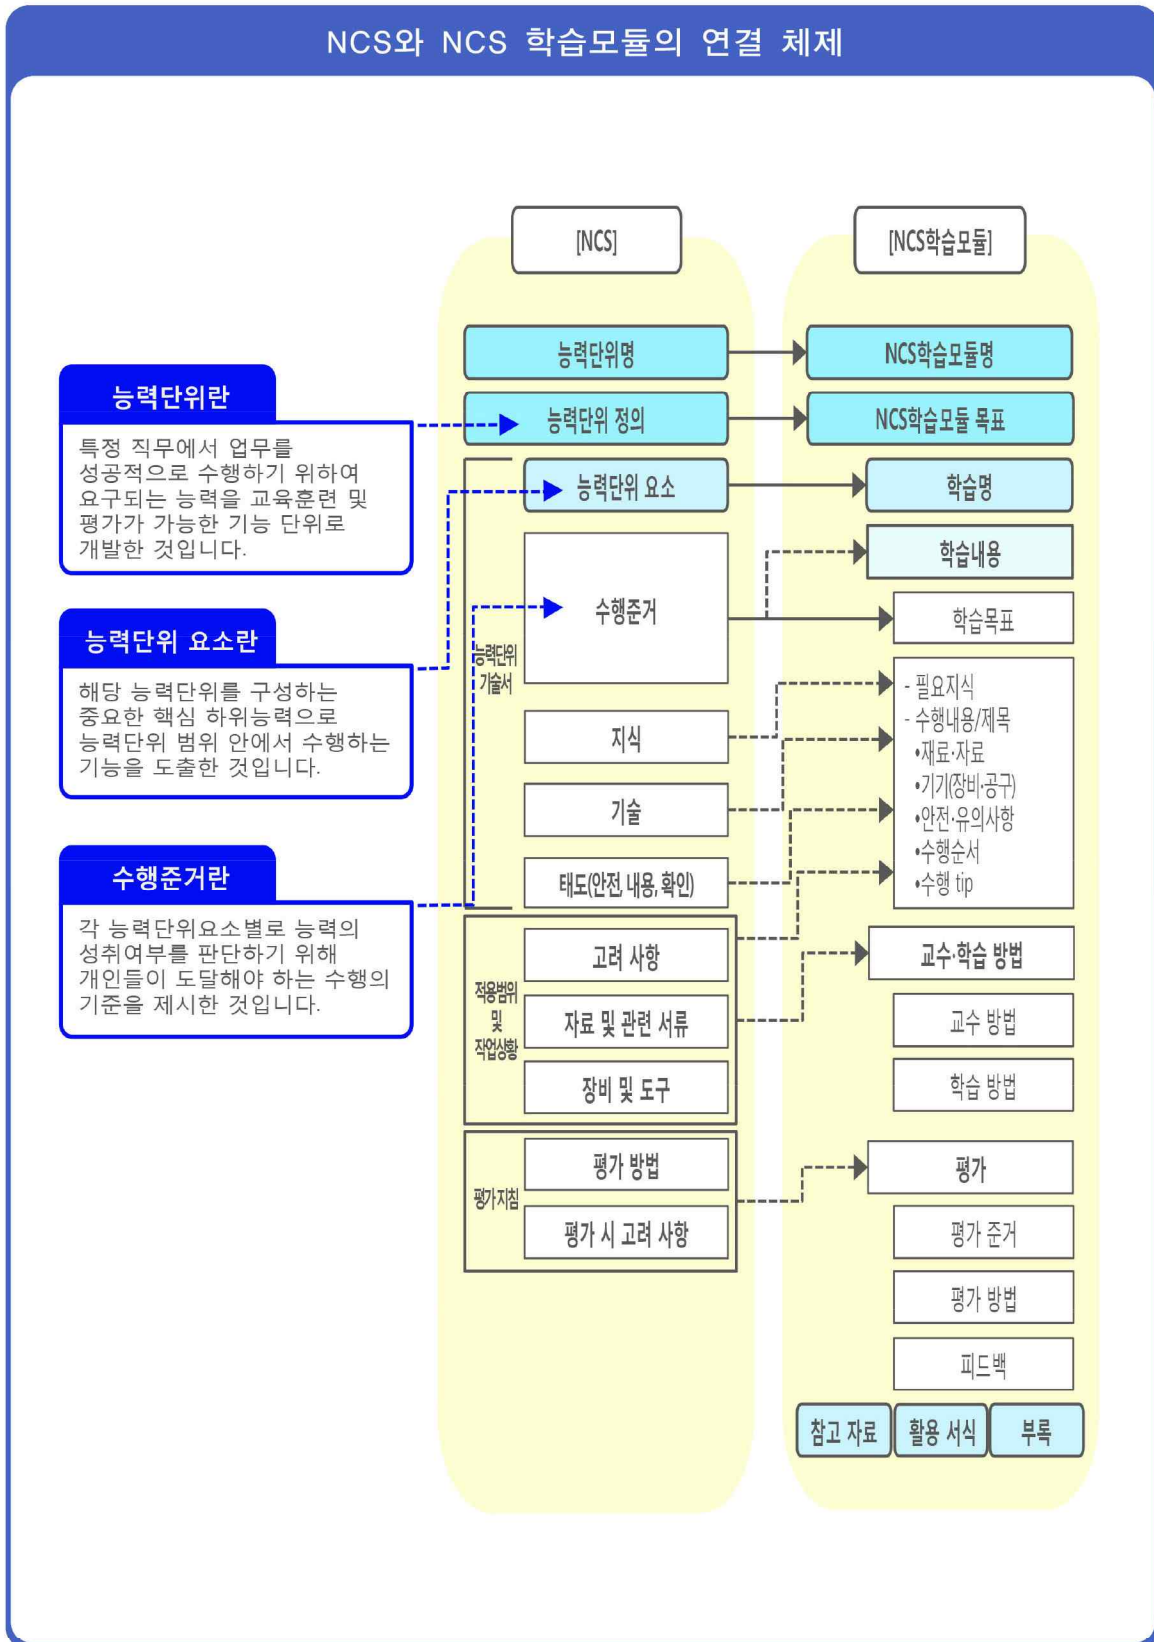 NCS와 NCS 학습모듈의 연결 체제
능력단위란
특정 직무에서 업무를
성공적으로 수행하기 위하여
요구되는 능력을 교육훈련 및
평가가 가능한 기능 단위로
개발한 것입니다.
능력단위 요소란
해당 능력단위를 구성하는
중요한 핵심 하위능력으로
능력단위 범위 안에서 수행하는
기능을 도출한 것입니다.
수행준거란
각 능력단위요소별로 능력의
성취여부를 판단하기 위해
개인들이 도달해야 하는 수행의
기준을 제시한 것입니다.
[NCS]
능력단위명
능력단위 정의
능력단위
기술서
능력단위 요소
수행준거
지식
기술
태도(안전, 내용, 확인)
적용범위
및
작업상황
고려 사항
자료 및 관련 서류
장비 및 도구
평가지침
평가 방법
평가 시 고려 사항
[NCS학습모듈]
NCS학습모듈명
NCS학습모듈 목표
학습명
학습내용
학습목표
- 필요지식
- 수행내용/제목
•재료·자료
•기기(장비·공구)
•안전·유의사항
•수행순서
•수행 tip
교수·학습 방법
교수 방법
학습 방법
평가
평가 준거
평가 방법
피드백
참고 자료
활용 서식
부록